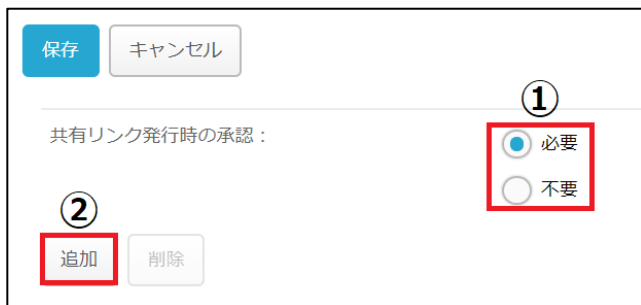 保存 キャンセル
①
共有リンク発行時の承認： 必要
不要
②
追加 削除